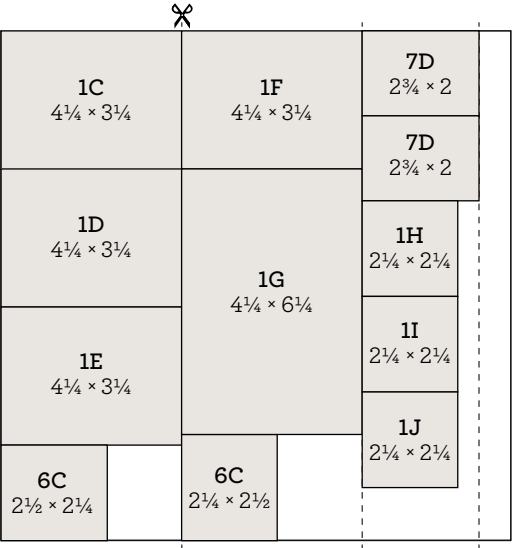 1C
4¼ × 3¼
1F
4¼ × 3¼
7D
2¾ × 2
7D
2¾ × 2
1D
4¼ × 3¼
1G
4¼ × 6¼
1H
2¼ × 2¼
1E
4¼ × 3¼
1I
2¼ × 2¼
1J
2¼ × 2¼
6C
2½ × 2¼
6C
2¼ × 2½